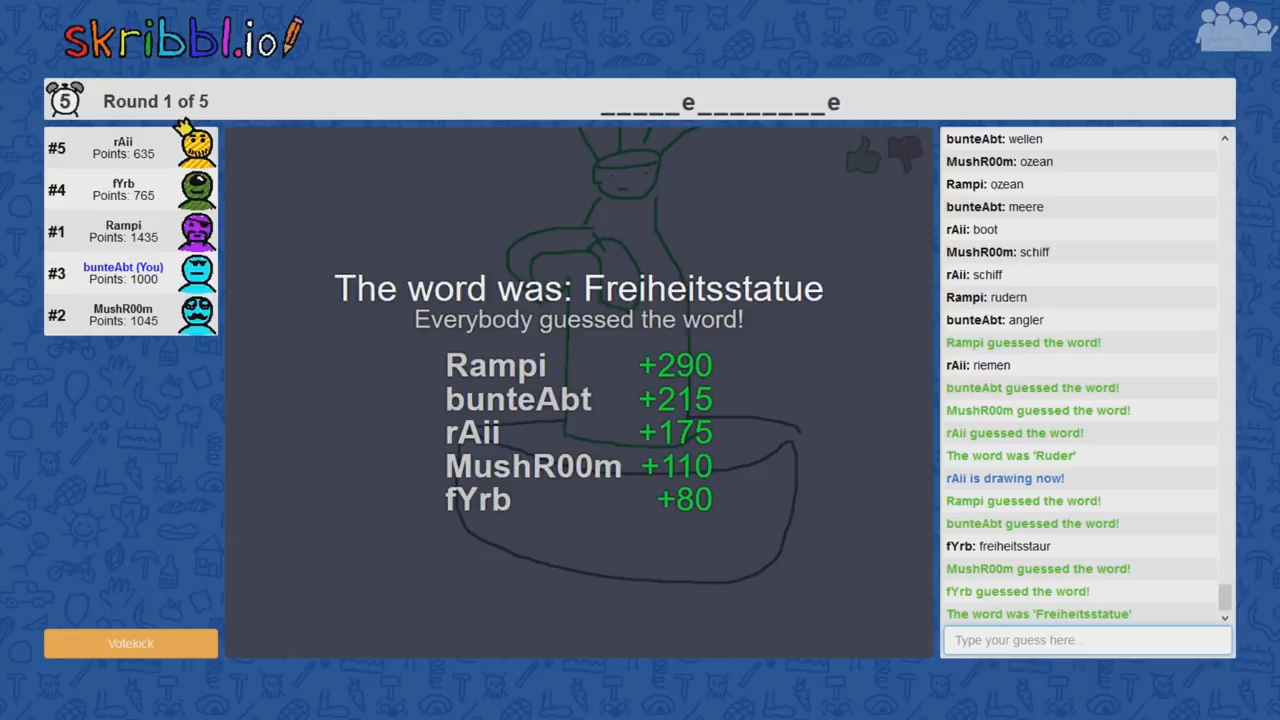 skribbl.io
5
Round 1 of 5
_____e________e
#5
rAii
Points: 635
#4
fYrb
Points: 765
#1
Rampi
Points: 1435
#3
bunteAbt (You)
Points: 1000
#2
MushR00m
Points: 1045
Votekick
The word was: Freiheitsstatue
Everybody guessed the word!
Rampi +290
bunteAbt +215
rAii +175
MushR00m +110
fYrb +80
bunteAbt: wellen
MushR00m: ozean
Rampi: ozean
bunteAbt: meere
rAii: boot
MushR00m: schiff
rAii: schiff
Rampi: rudern
bunteAbt: angler
Rampi guessed the word!
rAii: riemen
bunteAbt guessed the word!
MushR00m guessed the word!
rAii guessed the word!
The word was 'Ruder'
rAii is drawing now!
Rampi guessed the word!
bunteAbt guessed the word!
fYrb: freiheitsstaur
MushR00m guessed the word!
fYrb guessed the word!
The word was 'Freiheitsstatue'
Type your guess here...